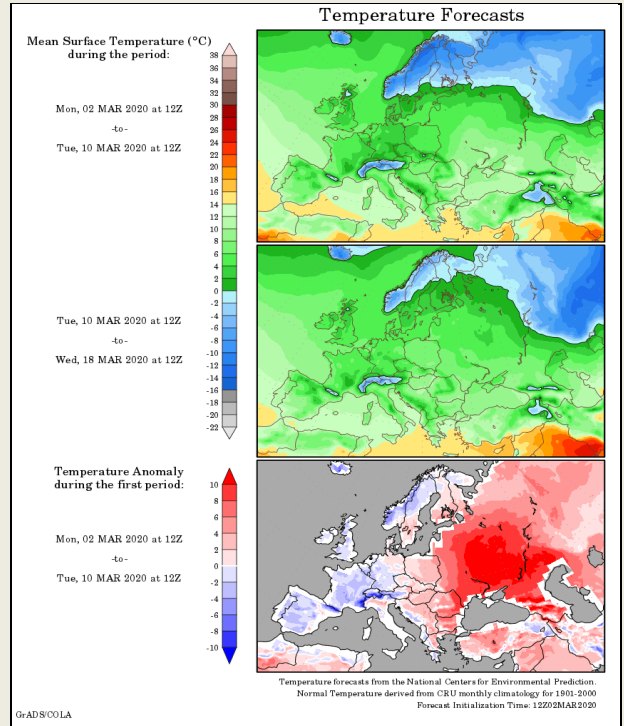 Temperature Forecasts
Mean Surface Temperature (°C)
during the period:
Mon, 02 MAR 2020 at 12Z
-to-
Tue, 10 MAR 2020 at 12Z
38
36
34
32
30
28
26
24
22
20
18
16
14
12
10
8
6
4
2
0
-2
-4
-6
-8
-10
-12
-14
-16
-18
-20
-22
Tue, 10 MAR 2020 at 12Z
-to-
Wed, 18 MAR 2020 at 12Z
Temperature Anomaly
during the first period:
Mon, 02 MAR 2020 at 12Z
-to-
Tue, 10 MAR 2020 at 12Z
10
8
6
4
2
0
-2
-4
-6
-8
-10
Temperature forecasts from the National Centers for Environmental Prediction.
Normal Temperature derived from CRU monthly climatology for 1901-2000
Forecast Initialization Time: 12Z02MAR2020
GrADS/COLA